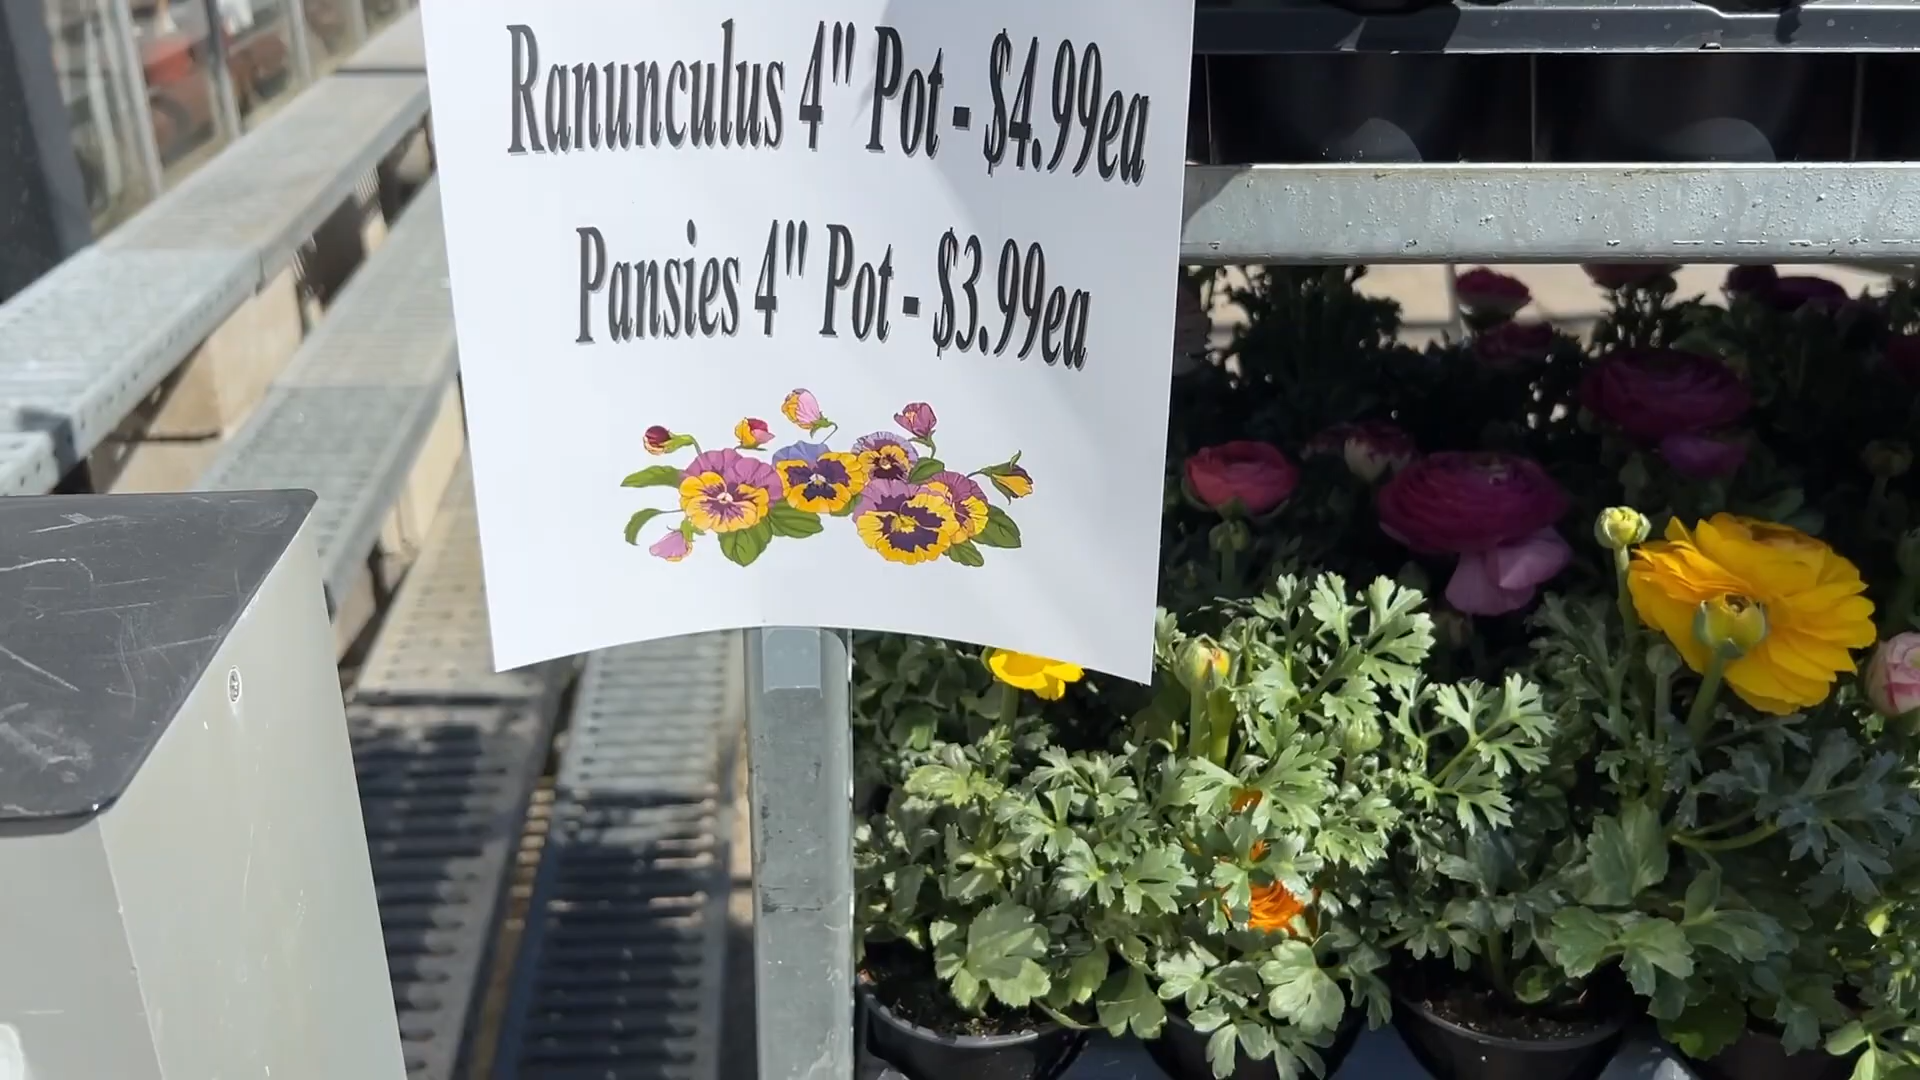 Ranunculus 4" Pot - $4.99ea
Pansies 4" Pot - $3.99ea